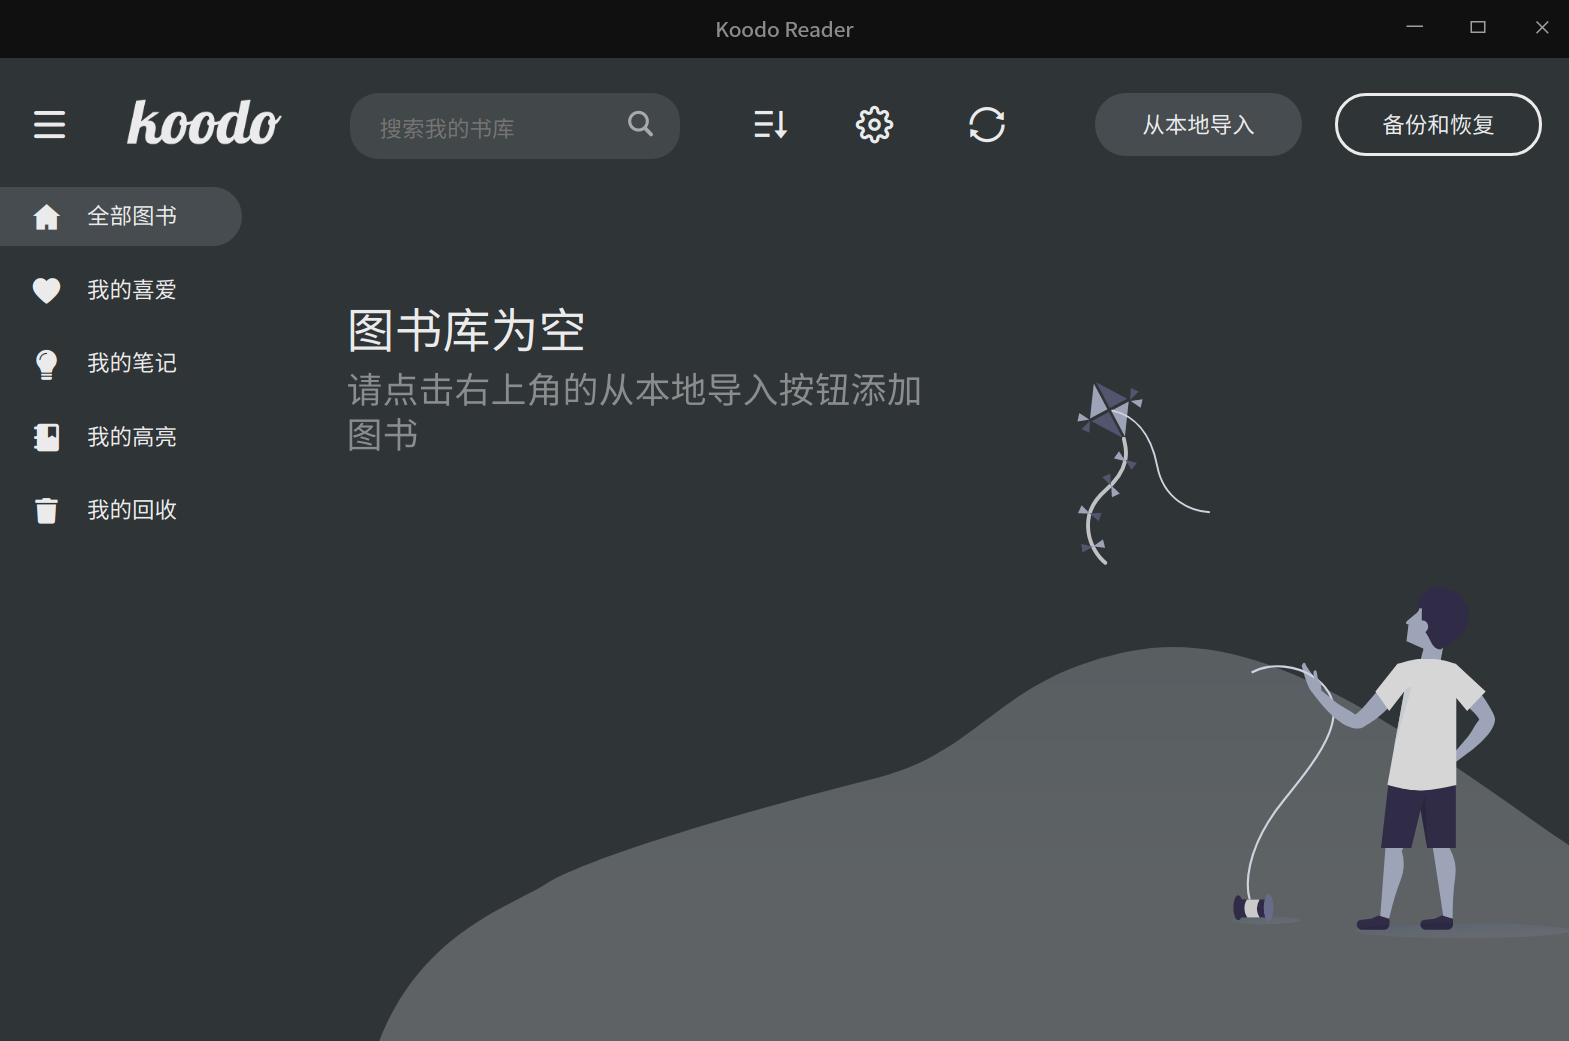 Koodo Reader
koodo
搜索我的书库
从本地导入
备份和恢复
全部图书
我的喜爱
我的笔记
我的高亮
我的回收
图书库为空
请点击右上角的从本地导入按钮添加
图书